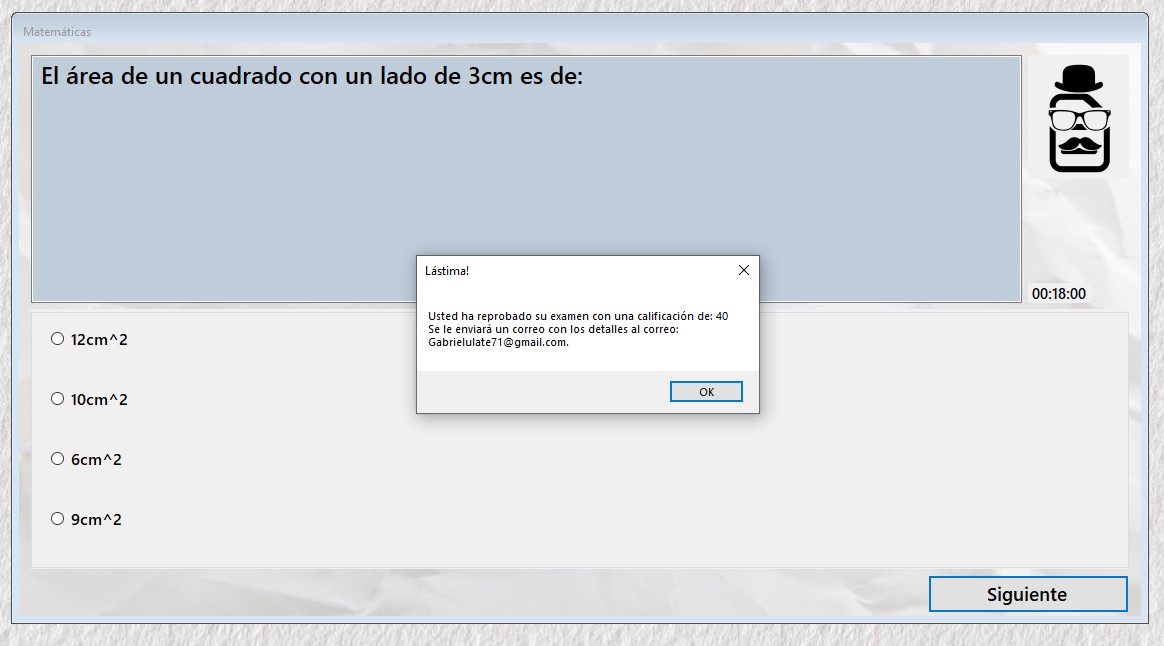 Matemáticas
El área de un cuadrado con un lado de 3cm es de:
00:18:00
Lástima!
Usted ha reprobado su examen con una calificación de: 40
Se le enviará un correo con los detalles al correo:
Gabrielulate71@gmail.com.
OK
12cm^2
10cm^2
6cm^2
9cm^2
Siguiente